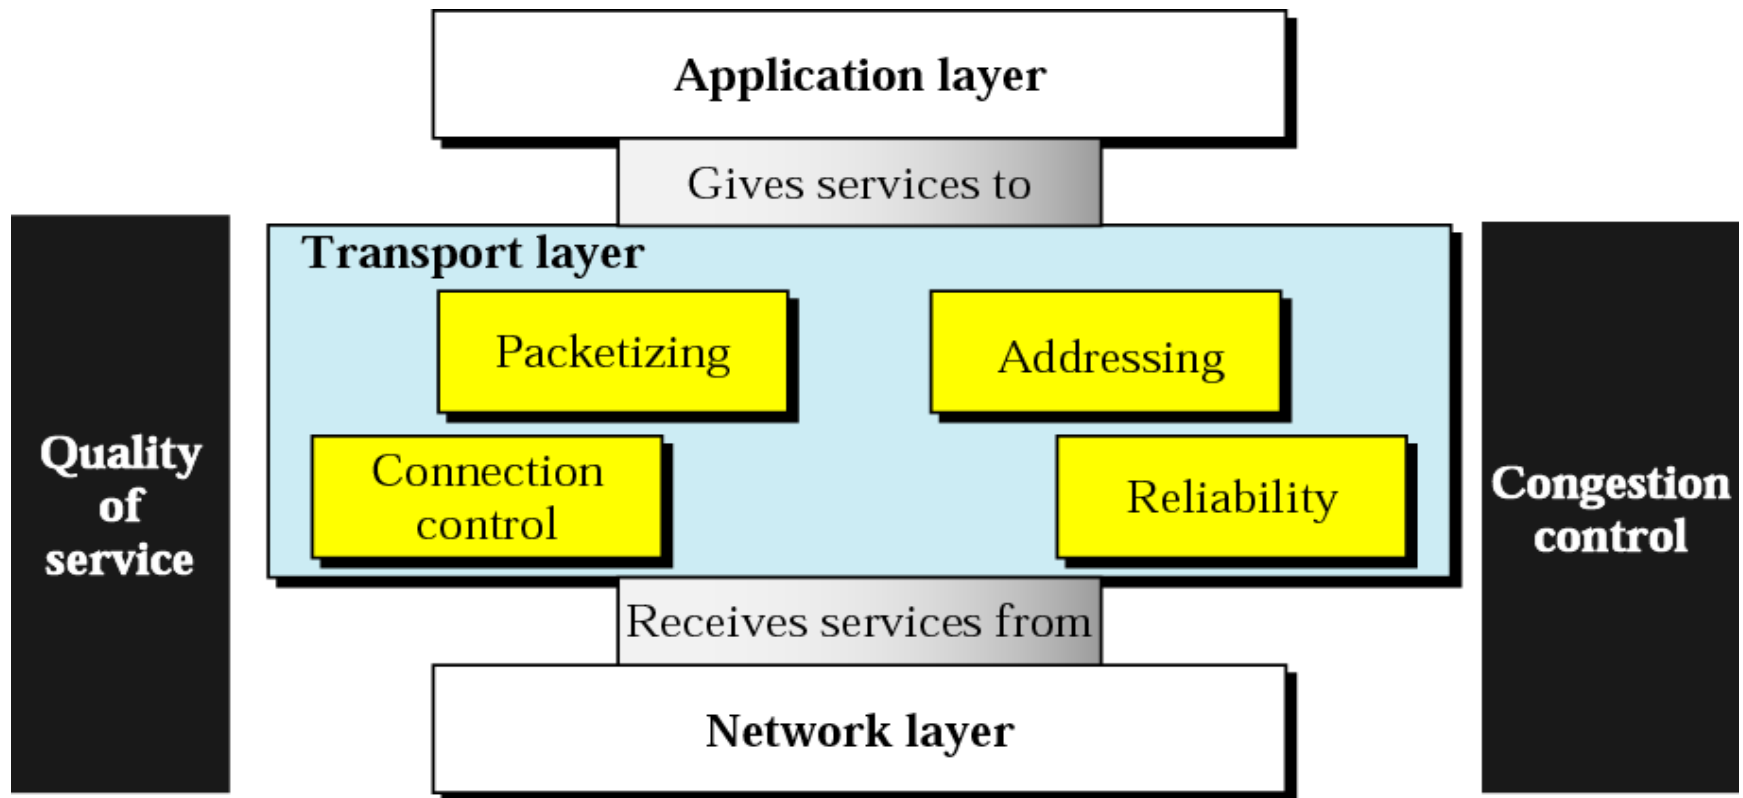 Application layer
Gives services to
Transport layer
Packetizing
Addressing
Connection
control
Reliability
Receives services from
Network layer
Quality
of
service
Congestion
control